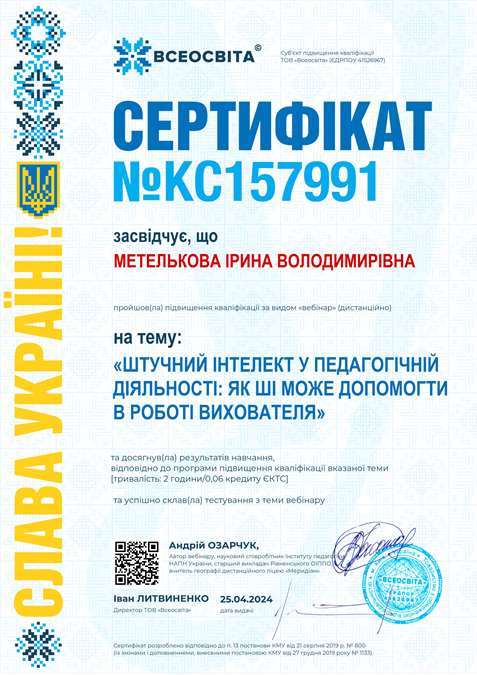 ВСЕОСВІТА©
Суб'єкт підвищення кваліфікації
ТОВ «Всеосвіта» (ЄДРПОУ 41526967)
СЕРТИФІКАТ
№КС157991
засвідчує, що
МЕТЕЛЬКОВА ІРИНА ВОЛОДИМИРІВНА
пройшов(ла) підвищення кваліфікації за видом «вебінар» (дистанційно)
на тему:
«ШТУЧНИЙ ІНТЕЛЕКТ У ПЕДАГОГІЧНІЙ
ДІЯЛЬНОСТІ: ЯК ШІ МОЖЕ ДОПОМОГТИ
В РОБОТІ ВИХОВАТЕЛЯ»
та досягнув(ла) результатів навчання,
відповідно до програми підвищення кваліфікації вказаної теми
[тривалість: 2 години/0,06 кредиту ЄКТС]
та успішно склав(ла) тестування з теми вебінару
Андрій ОЗАРЧУК,
Автор вебінару, науковий співробітник Інституту педагогіки
НАПН України, старший викладач Рівненського ОІППО,
вчитель географії дистанційного ліцею «Меридіан»
Іван ЛИТВИНЕНКО
Директор ТОВ «Всеосвіта»
25.04.2024
дата видачі
«ВСЕОСВІТА»
ЄДРПОУ
41526967
Сертифікат розроблено відповідно до п. 13 постанови КМУ від 21 серпня 2019 р. № 800
(із змінами і доповненнями, внесеними постановою КМУ від 27 грудня 2019 року № 1133)
СЛАВА УКРАЇНІ!